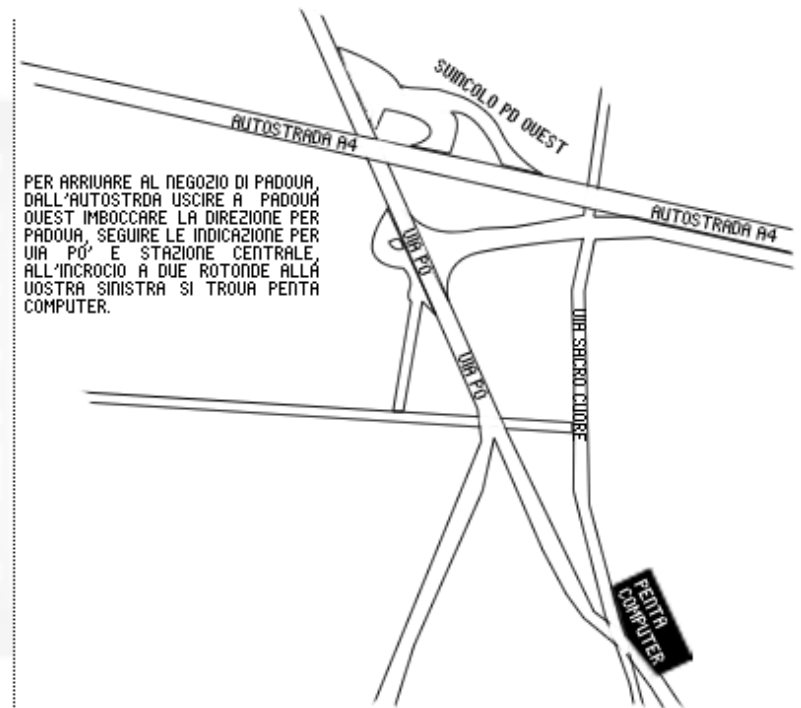 SVINCOLO PD OVEST
AUTOSTRADA A4
PER ARRIVARE AL NEGOZIO DI PADOVA,
DALL'AUTOSTRDA USCIRE A PADOVA
OVEST IMBOCCARE LA DIREZIONE PER
PADOVA, SEGUIRE LE INDICAZIONE PER
VIA PO' E STAZIONE CENTRALE,
ALL'INCROCIO A DUE ROTONDE ALLA
VOSTRA SINISTRA SI TROVA PENTA
COMPUTER.
AUTOSTRADA A4
VIA PO
VIA SACRO CUORE
VIA PO
PENTA
COMPUTER